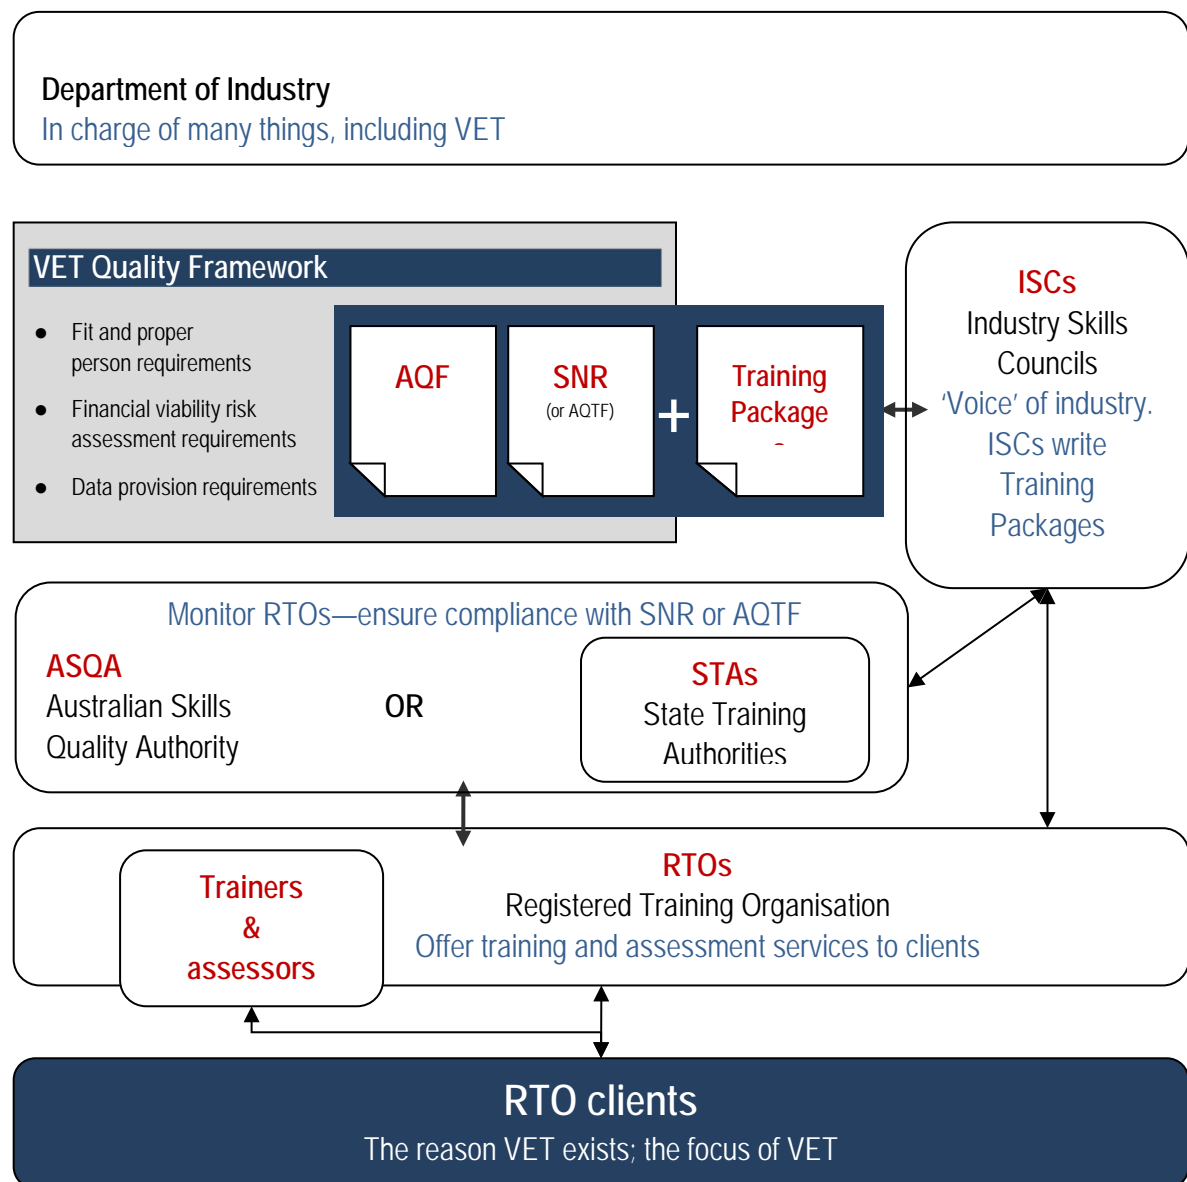 Department of Industry
In charge of many things, including VET
VET Quality Framework
● Fit and proper
person requirements
● Financial viability risk
assessment requirements
● Data provision requirements
AQF
SNR
(or AQTF)
+
Training
Package
ISCs
Industry Skills
Councils
‘Voice’ of industry.
ISCs write
Training
Packages
Monitor RTOs—ensure compliance with SNR or AQTF
ASQA
Australian Skills
Quality Authority
OR
STAs
State Training
Authorities
Trainers
&
assessors
RTOs
Registered Training Organisation
Offer training and assessment services to clients
RTO clients
The reason VET exists; the focus of VET